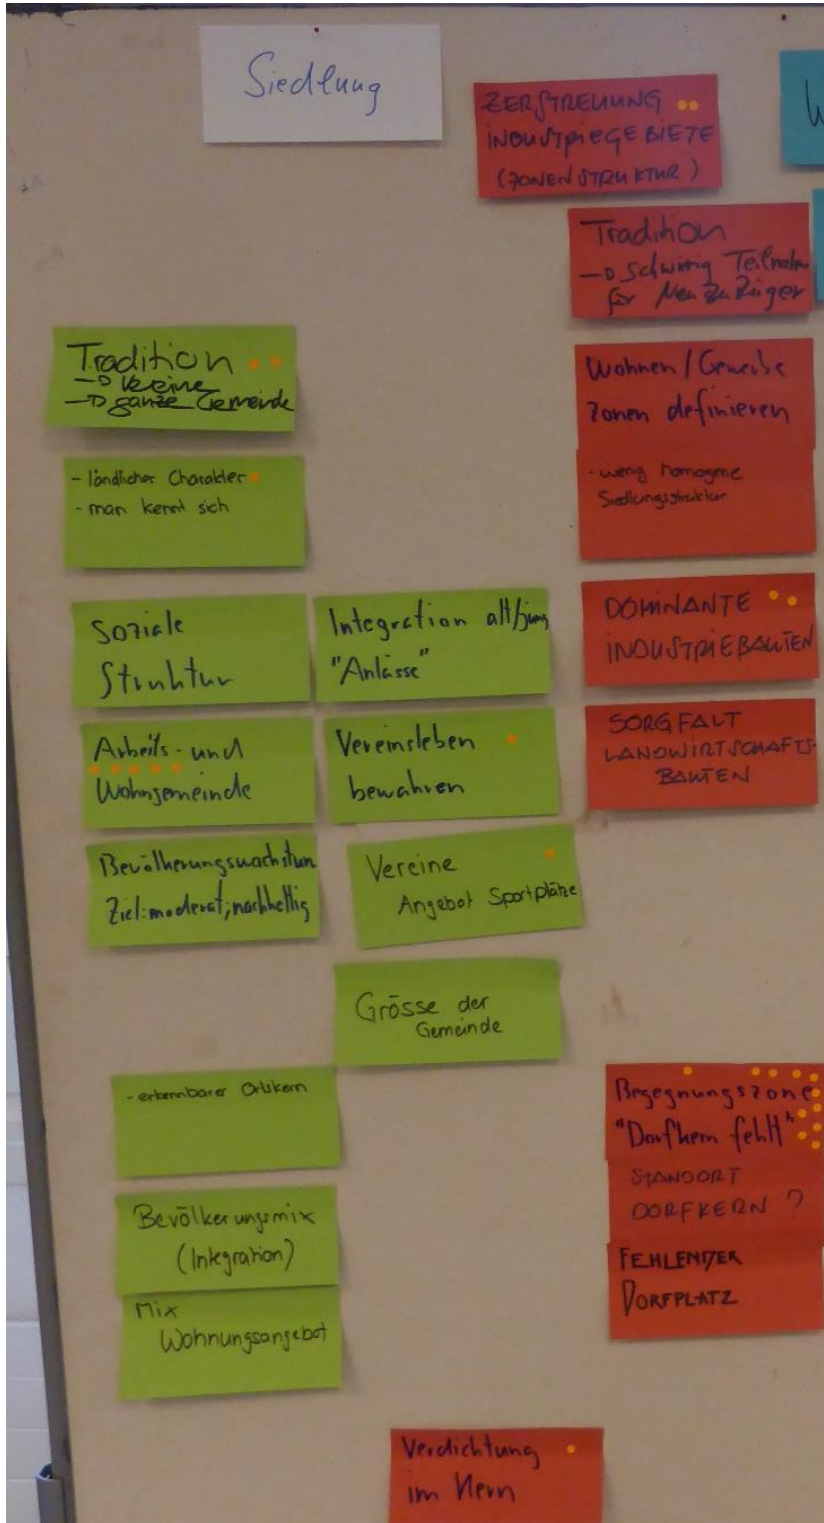 Siedlung
ZERSTREUUNG
INDUSTRIEGEBIETE
(ZONENSTRUKTUR)
W
Tradition
→ Schwirig
für Neuzuzüger
Tradition
→ Vereine
→ ganze Gemeinde
Wohnen/Gewerbe
Zonen definieren
- wenig homogene
Siedlungsstruktur
- ländlicher Charakter
- man kennt sich
Soziale
Struktur
Integration alt/jung
"Anlässe"
DOMINANTE
INDUSTRIEBAUTEN
Arbeits- und
Wohngemeinde
Vereinsleben
bewahren
SORGFALT
LANDWIRTSCHAFTS-
BAUTEN
Bevölkerungswachstum
Ziel: moderat, nachhaltig
Vereine
Angebot Sportplätze
Grösse der
Gemeinde
- erkennbarer Ortskern
Begegnungszone
"Dorfkern fehlt"
STANDORT
DORFKERN ?
FEHLENDER
DORFPLATZ
Bevölkerungsmix
(Integration)
Mix
Wohnungsangebot
Verdichtung
im Kern